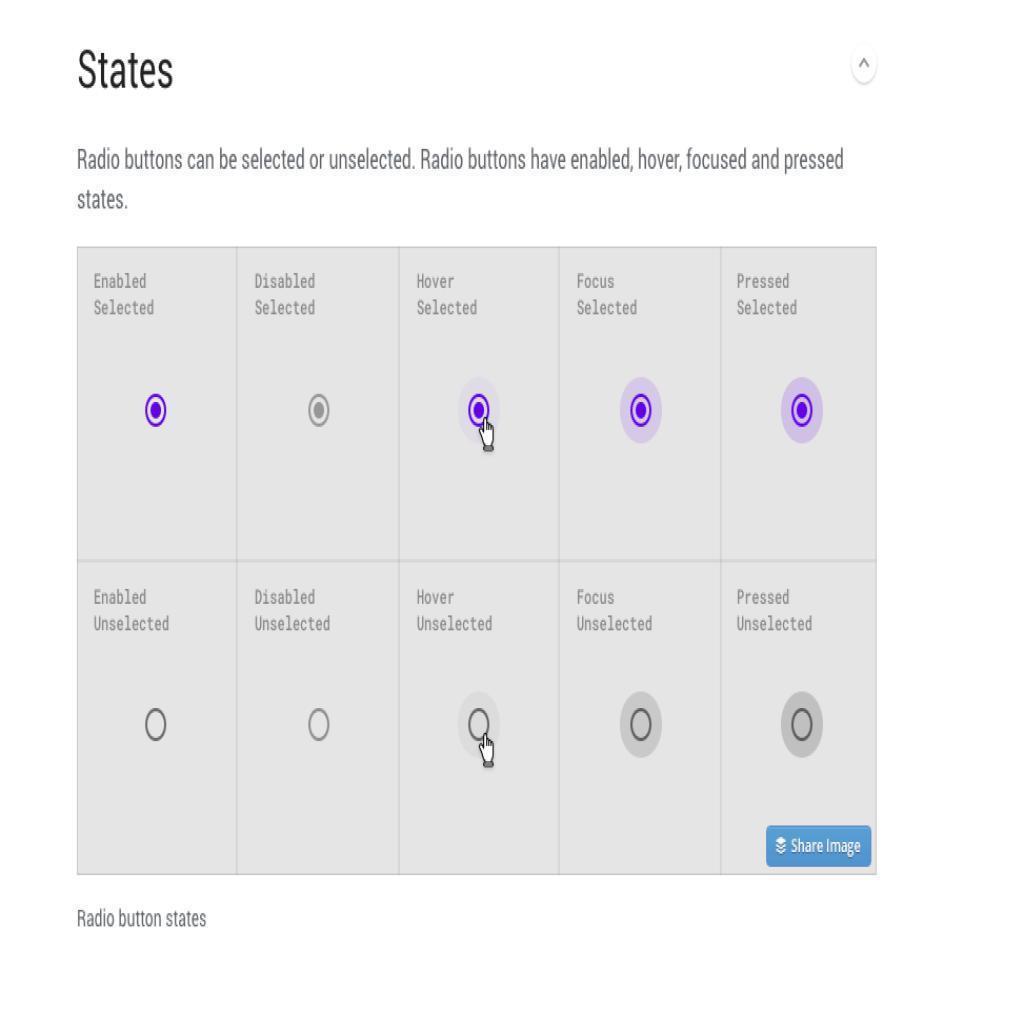 States
Radio buttons can be selected or unselected. Radio buttons have enabled, hover, focused and pressed
states.
Enabled
Selected
Disabled
Selected
Hover
Selected
Focus
Selected
Pressed
Selected
Enabled
Unselected
Disabled
Unselected
Hover
Unselected
Focus
Unselected
Pressed
Unselected
Share Image
Radio button states